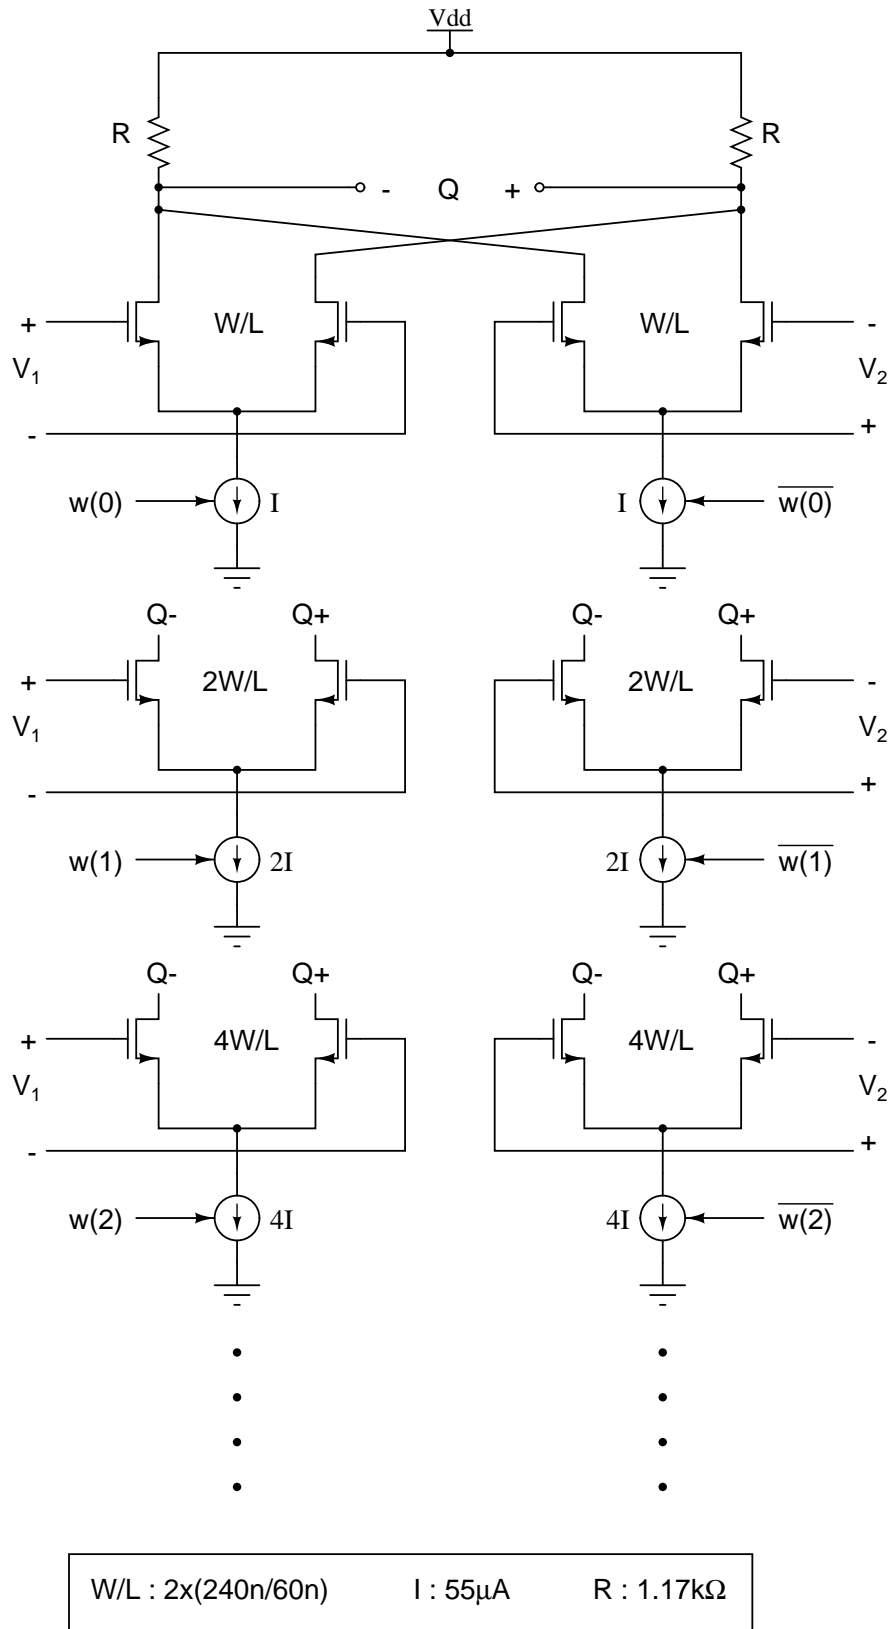 Vdd
R R
- Q +
+ W/L W/L -
V₁ V₂
- +
w(0) I I w̅(̅0̅)̅
Q- Q+ Q- Q+
+ 2W/L 2W/L -
V₁ V₂
- +
w(1) 2I 2I w̅(̅1̅)̅
Q- Q+ Q- Q+
+ 4W/L 4W/L -
V₁ V₂
- +
w(2) 4I 4I w̅(̅2̅)̅
W/L : 2x(240n/60n) I : 55µA R : 1.17kΩ